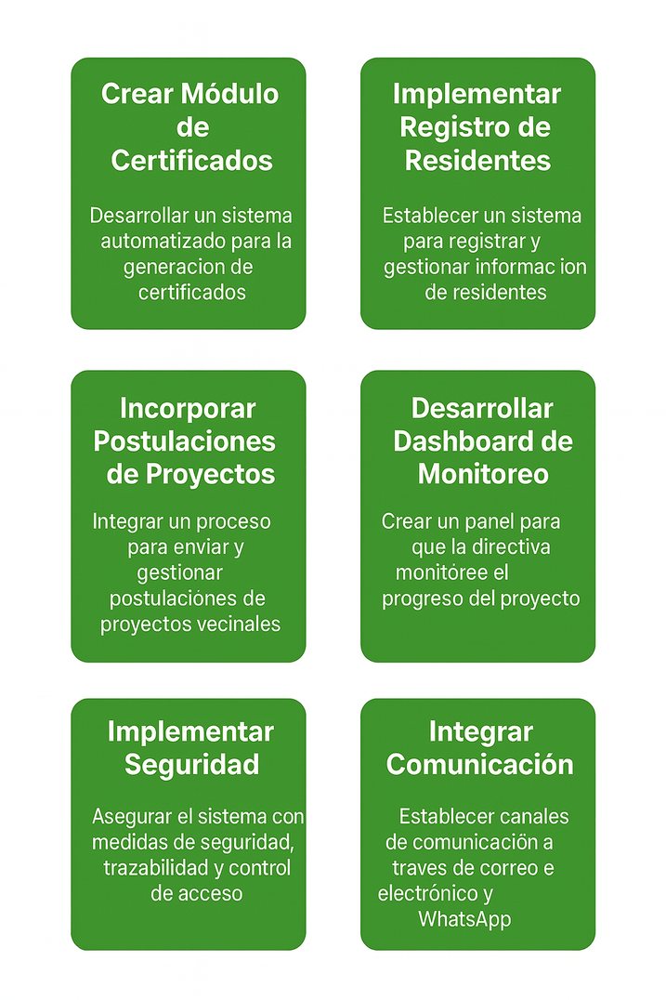 Crear Módulo
de
Certificados
Desarrollar un sistema
automatizado para la
generacion de
certificados
Implementar
Registro de
Residentes
Establecer un sistema
para registrar y
gestionar informac ion
de residentes
Incorporar
Postulaciones
de Proyectos
Integrar un proceso
para enviar y
gestionar
postulaciónes de
proyectos vecinales
Desarrollar
Dashboard de
Monitoreo
Crear un panel para
que la directiva
monitóree el
progreso del proyecto
Implementar
Seguridad
Asegurar el sistema con
medidas de seguridad,
trazabilidad y control
de acceso
Integrar
Comunicación
Establecer canales
de comunicaciön a
traves de correo e
electrónico y
WhatsApp